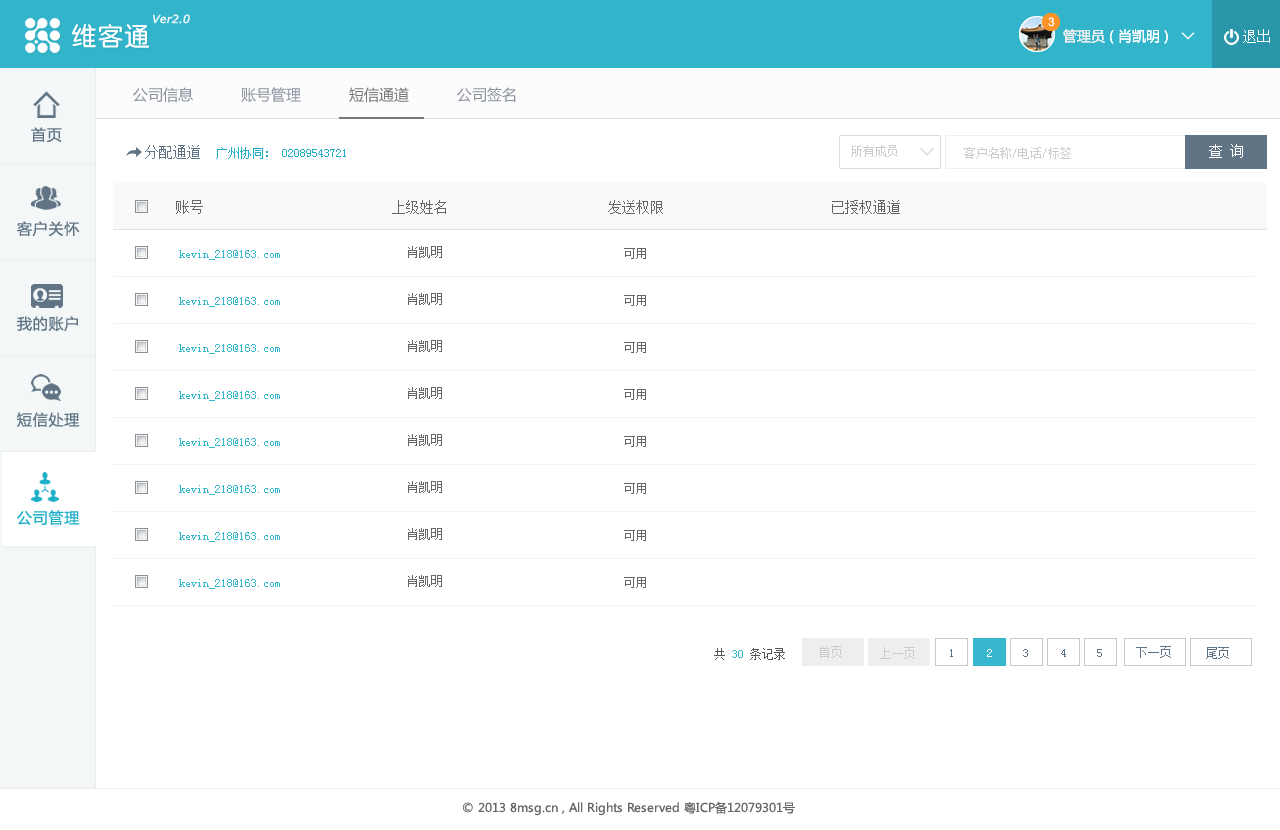 维客通 Ver2.0
3
管理员 ( 肖凯明 ) 退出
首页
客户关怀
我的账户
短信处理
公司管理
公司信息 账号管理 短信通道 公司签名
分配通道 广州协同： 02089543721 所有成员 客户名称/电话/标签 查 询
账号 上级姓名 发送权限 已授权通道
kevin_218@163.com 肖凯明 可用
kevin_218@163.com 肖凯明 可用
kevin_218@163.com 肖凯明 可用
kevin_218@163.com 肖凯明 可用
kevin_218@163.com 肖凯明 可用
kevin_218@163.com 肖凯明 可用
kevin_218@163.com 肖凯明 可用
kevin_218@163.com 肖凯明 可用
共 30 条记录 首页 上一页 1 2 3 4 5 下一页 尾页
© 2013 8msg.cn , All Rights Reserved 粤ICP备12079301号